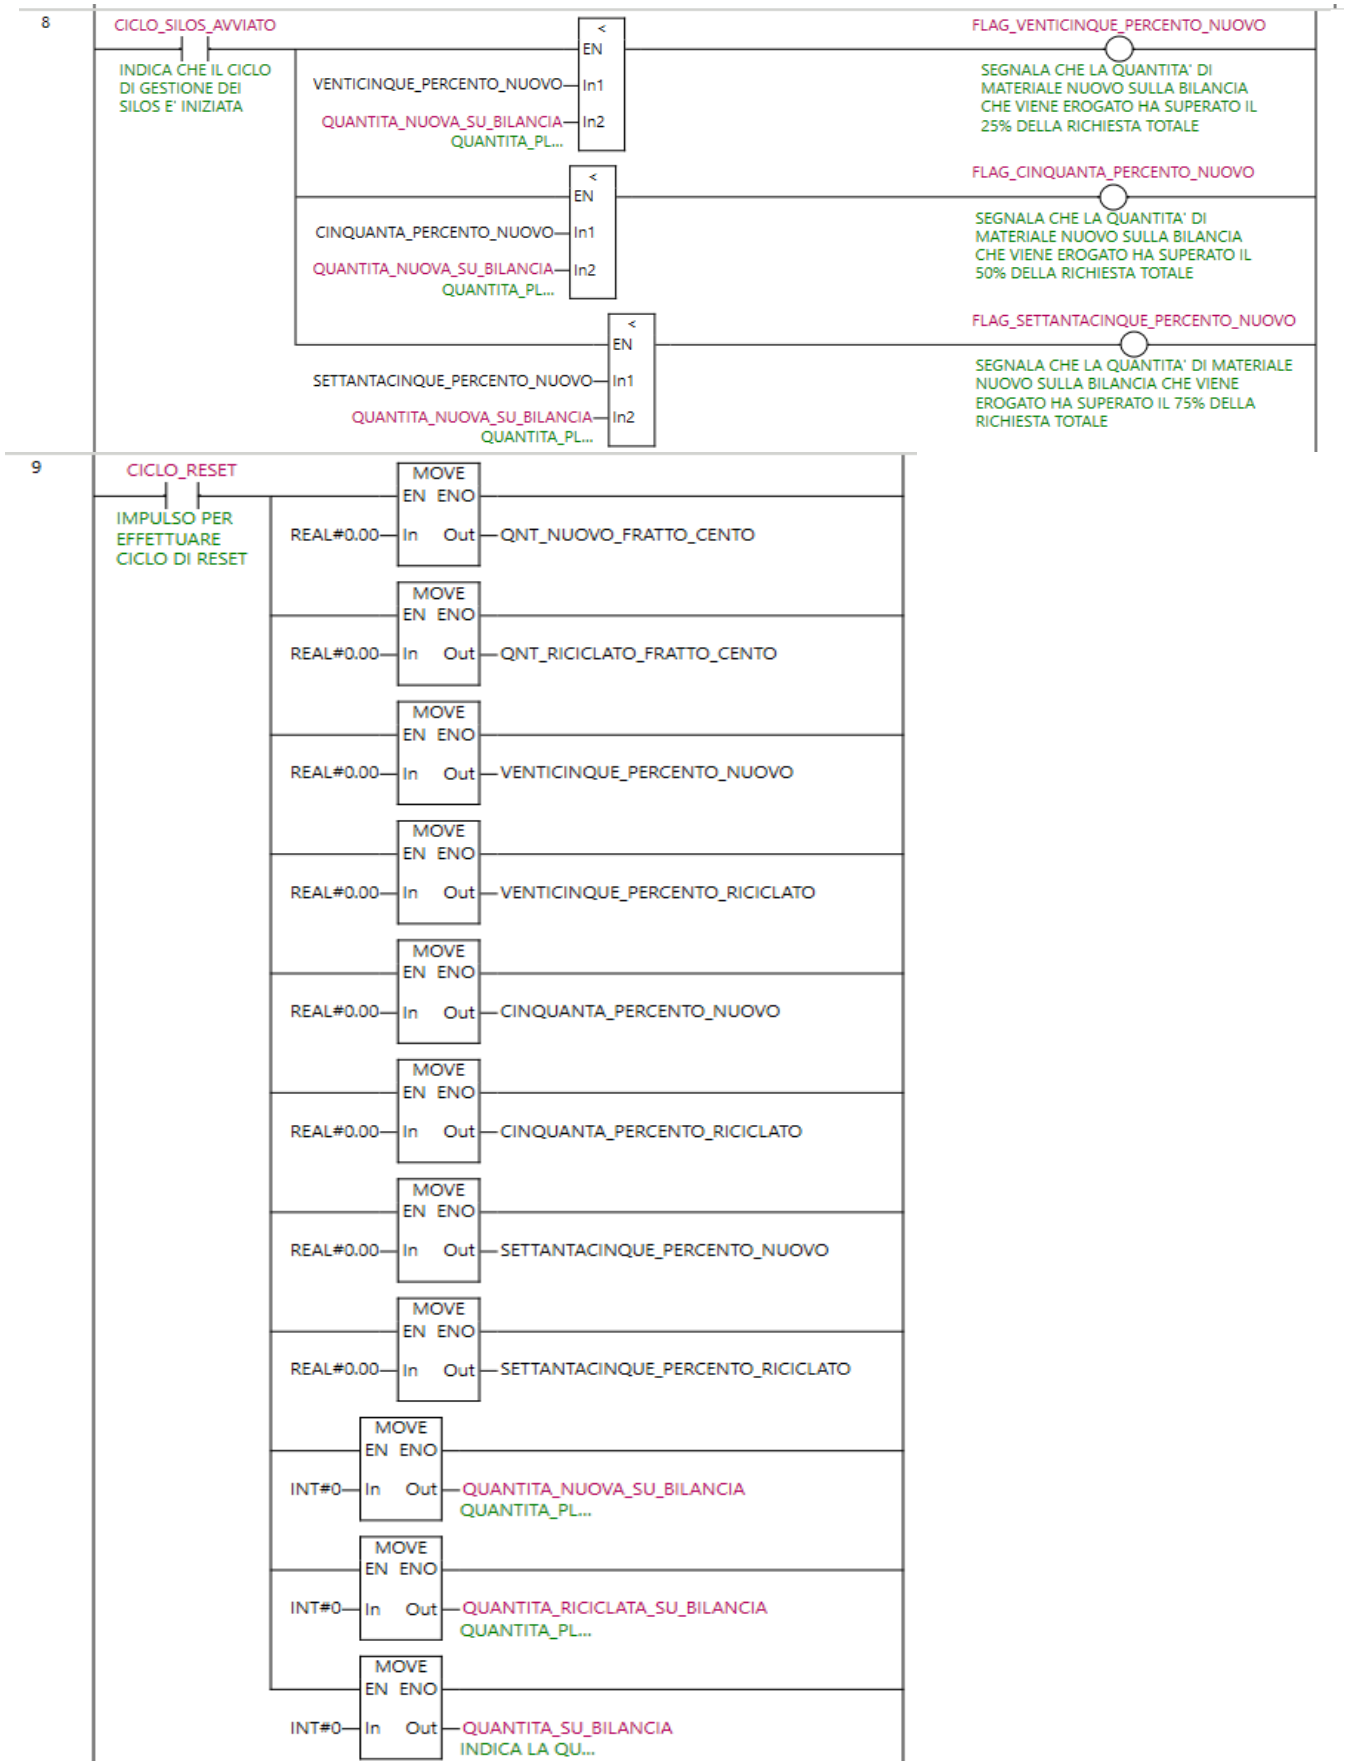 8
CICLO_SILOS_AVVIATO
INDICA CHE IL CICLO
DI GESTIONE DEI
SILOS E' INIZIATA
<
EN
VENTICINQUE_PERCENTO_NUOVO
In1
QUANTITA_NUOVA_SU_BILANCIA
In2
QUANTITA_PL...
FLAG_VENTICINQUE_PERCENTO_NUOVO
SEGNALA CHE LA QUANTITA' DI
MATERIALE NUOVO SULLA BILANCIA
CHE VIENE EROGATO HA SUPERATO IL
25% DELLA RICHIESTA TOTALE
<
EN
CINQUANTA_PERCENTO_NUOVO
In1
QUANTITA_NUOVA_SU_BILANCIA
In2
QUANTITA_PL...
FLAG_CINQUANTA_PERCENTO_NUOVO
SEGNALA CHE LA QUANTITA' DI
MATERIALE NUOVO SULLA BILANCIA
CHE VIENE EROGATO HA SUPERATO IL
50% DELLA RICHIESTA TOTALE
<
EN
SETTANTACINQUE_PERCENTO_NUOVO
In1
QUANTITA_NUOVA_SU_BILANCIA
In2
QUANTITA_PL...
FLAG_SETTANTACINQUE_PERCENTO_NUOVO
SEGNALA CHE LA QUANTITA' DI MATERIALE
NUOVO SULLA BILANCIA CHE VIENE
EROGATO HA SUPERATO IL 75% DELLA
RICHIESTA TOTALE
9
CICLO_RESET
IMPULSO PER
EFFETTUARE
CICLO DI RESET
MOVE
EN ENO
REAL#0.00 In Out QNT_NUOVO_FRATTO_CENTO
MOVE
EN ENO
REAL#0.00 In Out QNT_RICICLATO_FRATTO_CENTO
MOVE
EN ENO
REAL#0.00 In Out VENTICINQUE_PERCENTO_NUOVO
MOVE
EN ENO
REAL#0.00 In Out VENTICINQUE_PERCENTO_RICICLATO
MOVE
EN ENO
REAL#0.00 In Out CINQUANTA_PERCENTO_NUOVO
MOVE
EN ENO
REAL#0.00 In Out CINQUANTA_PERCENTO_RICICLATO
MOVE
EN ENO
REAL#0.00 In Out SETTANTACINQUE_PERCENTO_NUOVO
MOVE
EN ENO
REAL#0.00 In Out SETTANTACINQUE_PERCENTO_RICICLATO
MOVE
EN ENO
INT#0 In Out QUANTITA_NUOVA_SU_BILANCIA
QUANTITA_PL...
MOVE
EN ENO
INT#0 In Out QUANTITA_RICICLATA_SU_BILANCIA
QUANTITA_PL...
MOVE
EN ENO
INT#0 In Out QUANTITA_SU_BILANCIA
INDICA LA QU...